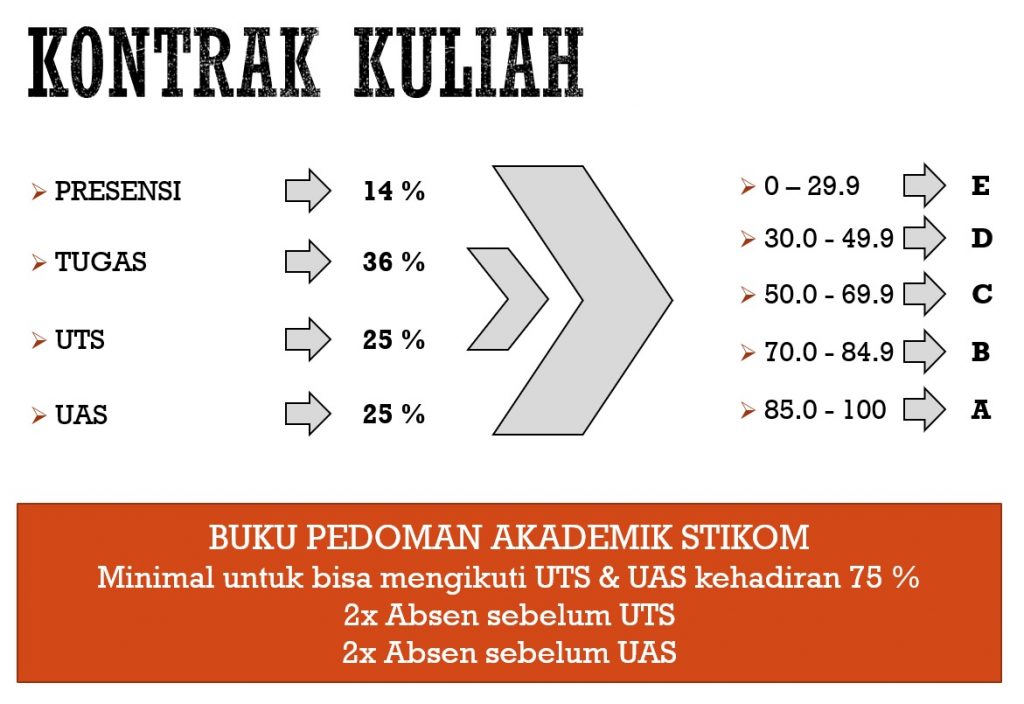 KONTRAK KULIAH
PRESENSI 14 %
TUGAS 36 %
UTS 25 %
UAS 25 %
0 – 29.9 E
30.0 - 49.9 D
50.0 - 69.9 C
70.0 - 84.9 B
85.0 - 100 A
BUKU PEDOMAN AKADEMIK STIKOM
Minimal untuk bisa mengikuti UTS & UAS kehadiran 75 %
2x Absen sebelum UTS
2x Absen sebelum UAS